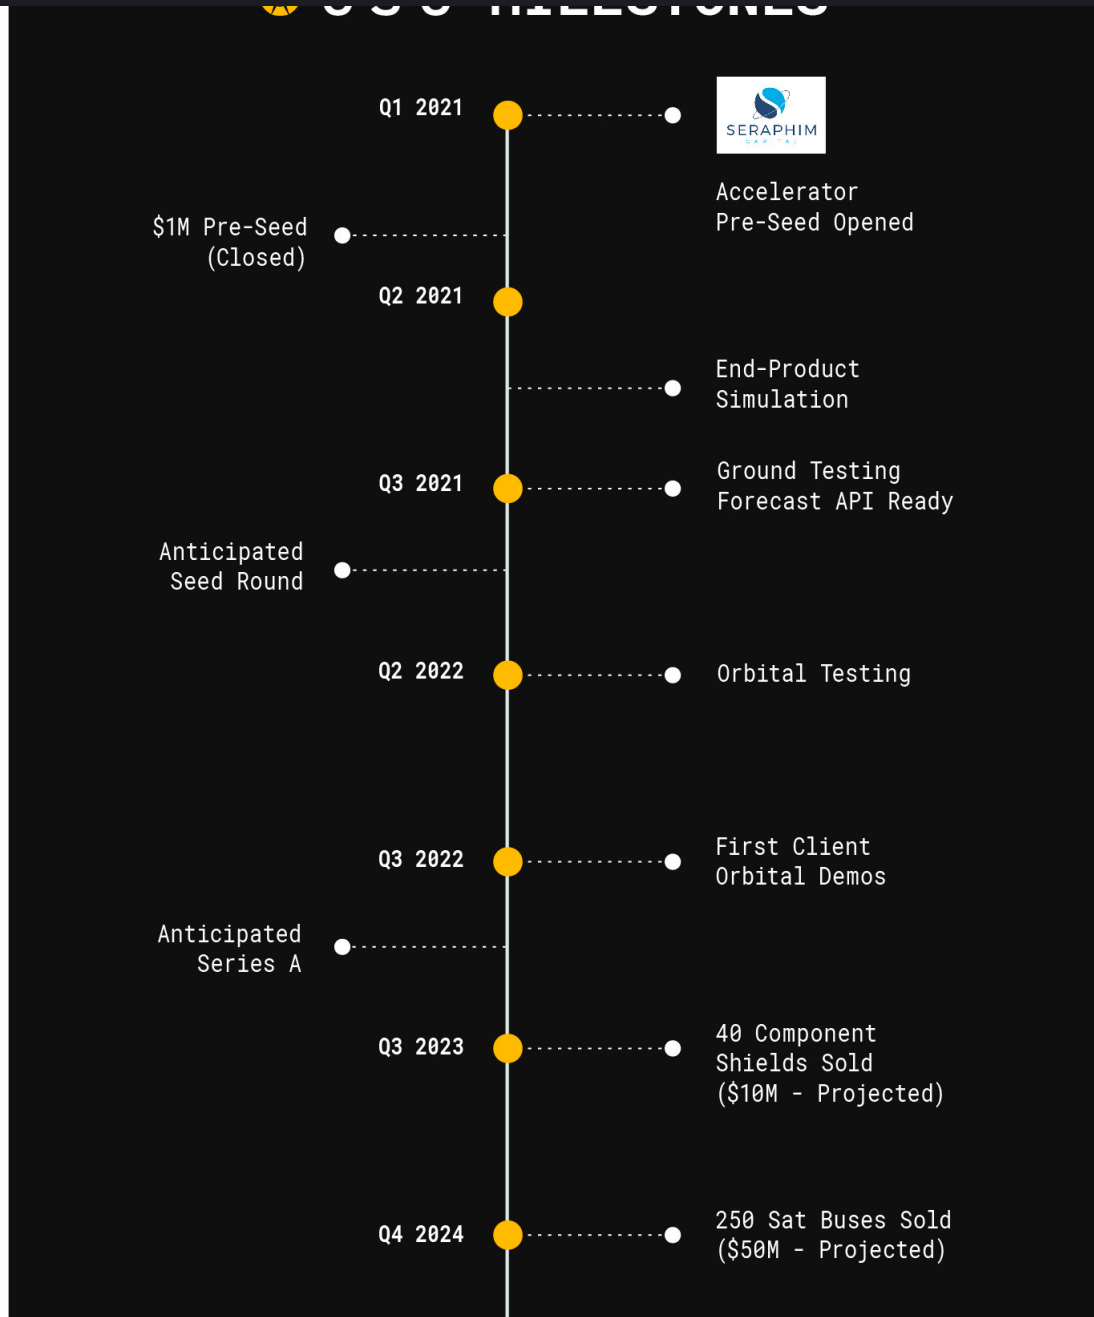 MILESTONES
Q1 2021
SERAPHIM
CAPITAL
Accelerator
Pre-Seed Opened
$1M Pre-Seed
(Closed)
Q2 2021
End-Product
Simulation
Q3 2021
Ground Testing
Forecast API Ready
Anticipated
Seed Round
Q2 2022
Orbital Testing
Q3 2022
First Client
Orbital Demos
Anticipated
Series A
Q3 2023
40 Component
Shields Sold
($10M - Projected)
Q4 2024
250 Sat Buses Sold
($50M - Projected)